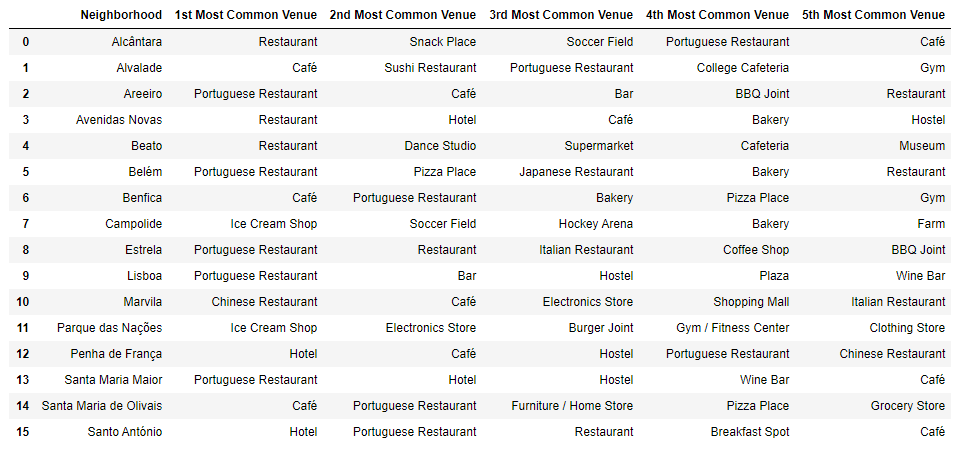 Neighborhood 1st Most Common Venue 2nd Most Common Venue 3rd Most Common Venue 4th Most Common Venue 5th Most Common Venue
0 Alcântara Restaurant Snack Place Soccer Field Portuguese Restaurant Café
1 Alvalade Café Sushi Restaurant Portuguese Restaurant College Cafeteria Gym
2 Areeiro Portuguese Restaurant Café Bar BBQ Joint Restaurant
3 Avenidas Novas Restaurant Hotel Café Bakery Hostel
4 Beato Restaurant Dance Studio Supermarket Cafeteria Museum
5 Belém Portuguese Restaurant Pizza Place Japanese Restaurant Bakery Restaurant
6 Benfica Café Portuguese Restaurant Bakery Pizza Place Gym
7 Campolide Ice Cream Shop Soccer Field Hockey Arena Bakery Farm
8 Estrela Portuguese Restaurant Restaurant Italian Restaurant Coffee Shop BBQ Joint
9 Lisboa Portuguese Restaurant Bar Hostel Plaza Wine Bar
10 Marvila Chinese Restaurant Café Electronics Store Shopping Mall Italian Restaurant
11 Parque das Nações Ice Cream Shop Electronics Store Burger Joint Gym / Fitness Center Clothing Store
12 Penha de França Hotel Café Hostel Portuguese Restaurant Chinese Restaurant
13 Santa Maria Maior Portuguese Restaurant Hotel Hostel Wine Bar Café
14 Santa Maria de Olivais Café Portuguese Restaurant Furniture / Home Store Pizza Place Grocery Store
15 Santo António Hotel Portuguese Restaurant Restaurant Breakfast Spot Café